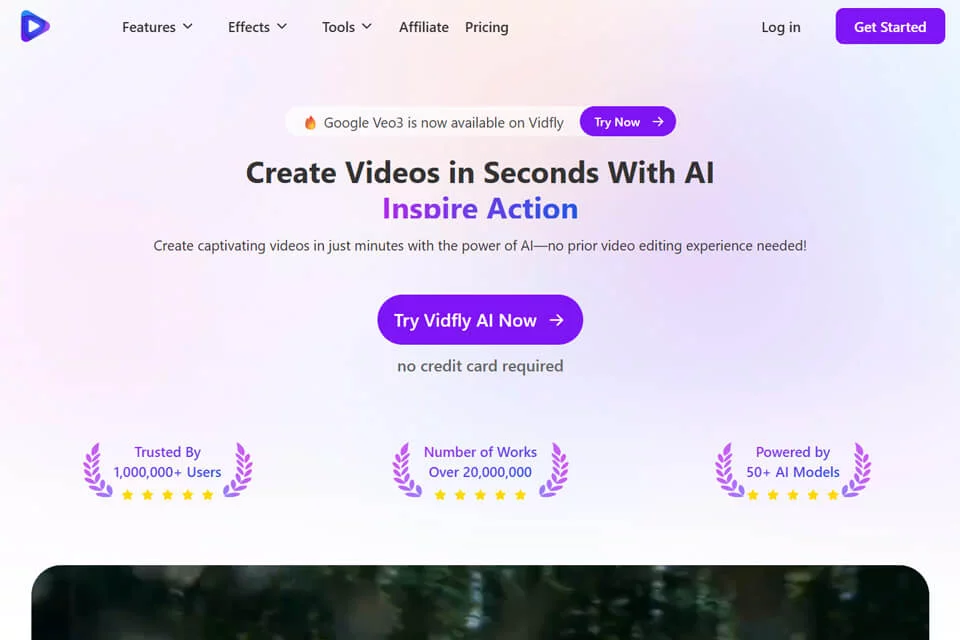 Features
Effects
Tools
Affiliate
Pricing
Log in
Get Started
Google Veo3 is now available on Vidfly
Try Now
Create Videos in Seconds With AI
Inspire Action
Create captivating videos in just minutes with the power of AI—no prior video editing experience needed!
Try Vidfly AI Now
no credit card required
Trusted By
1,000,000+ Users
Number of Works
Over 20,000,000
Powered by
50+ AI Models